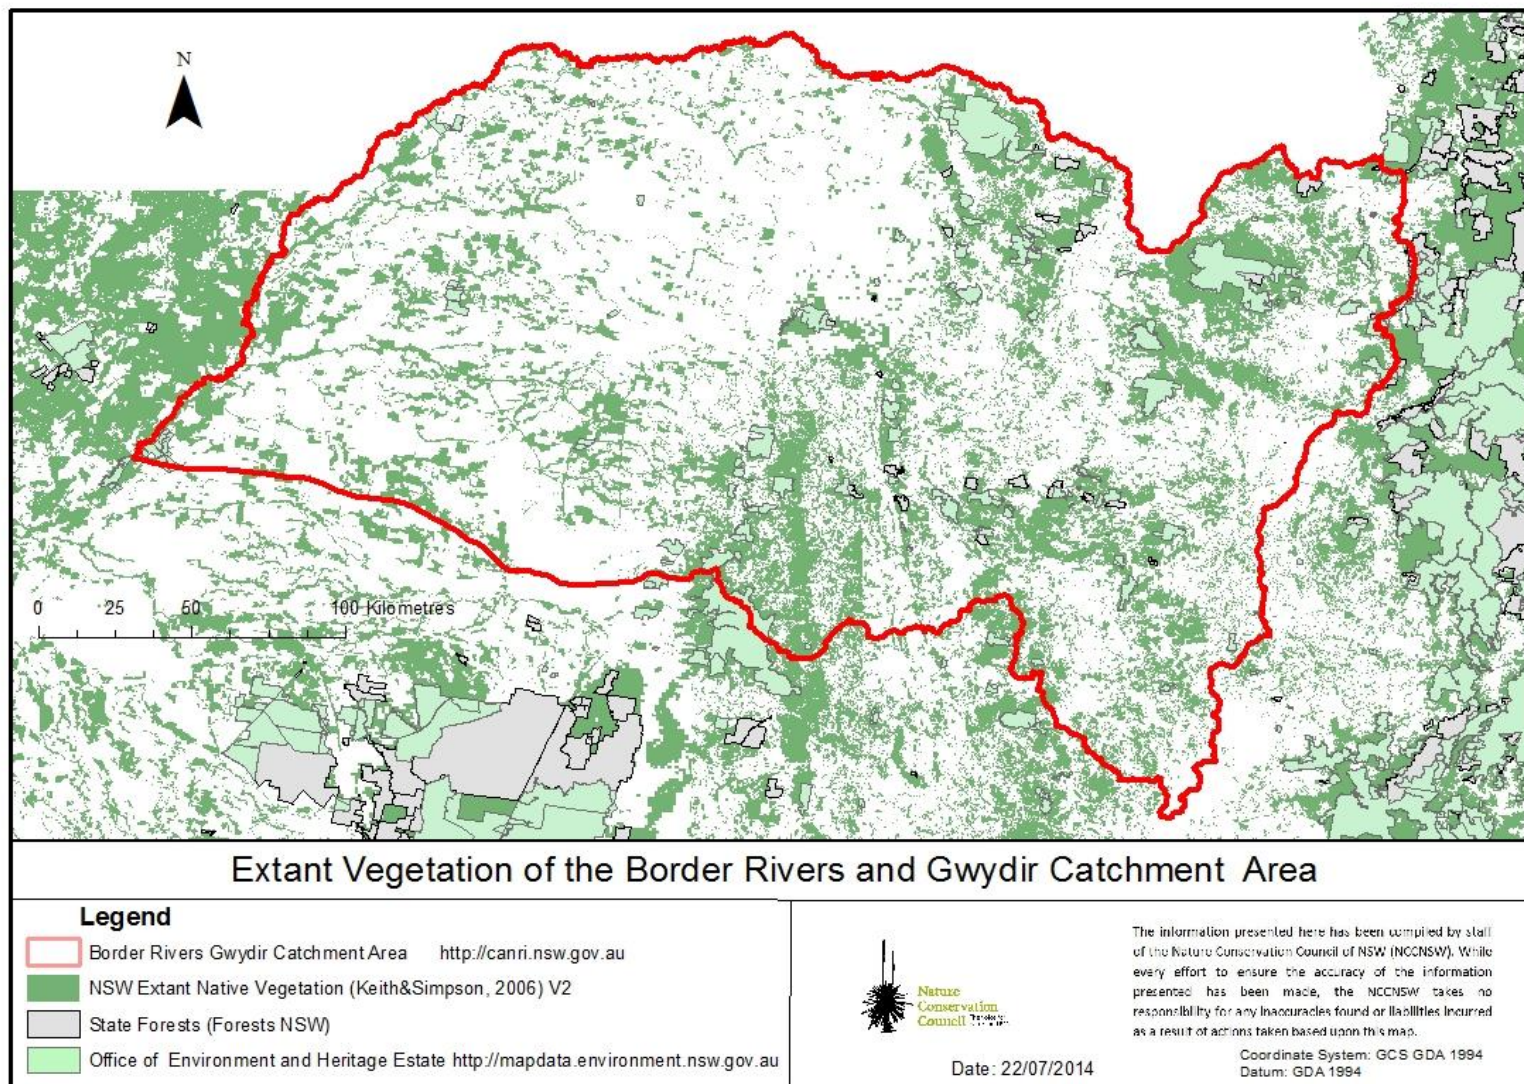 N
0 25 50 100 Kilometres
Extant Vegetation of the Border Rivers and Gwydir Catchment Area
Legend
Border Rivers Gwydir Catchment Area http://canri.nsw.gov.au
NSW Extant Native Vegetation (Keith&Simpson, 2006) V2
State Forests (Forests NSW)
Office of Environment and Heritage Estate http://mapdata.environment.nsw.gov.au
Nature
Conservation
Council
Date: 22/07/2014
The information presented here has been compiled by staff
of the Nature Conservation Council of NSW (NCCNSW). While
every effort to ensure the accuracy of the information
presented has been made, the NCCNSW takes no
responsibility for any inaccuracies found or liabilities incurred
as a result of actions taken based upon this map.
Coordinate System: GCS GDA 1994
Datum: GDA 1994